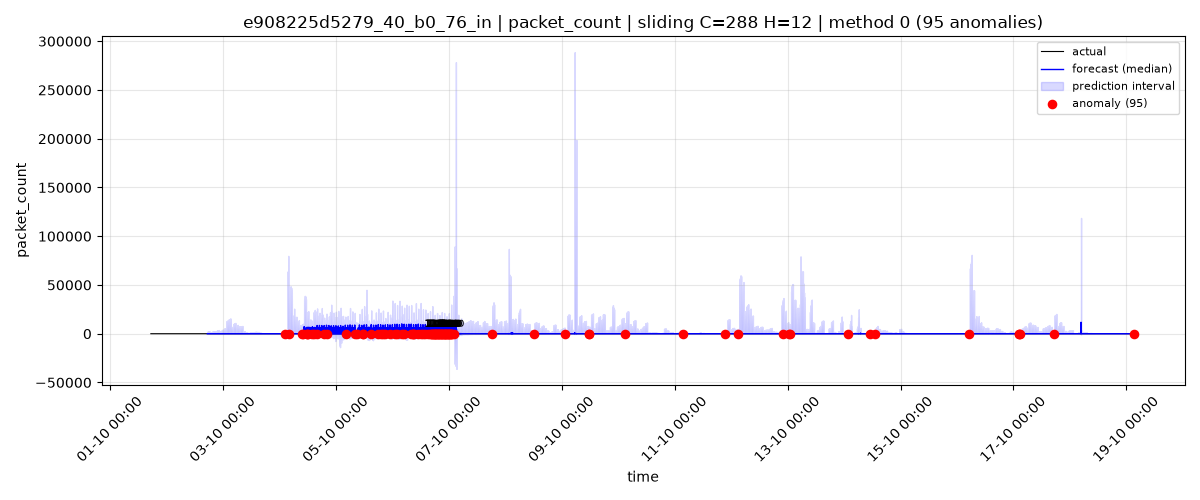 e908225d5279_40_b0_76_in | packet_count | sliding C=288 H=12 | method 0 (95 anomalies)
actual
forecast (median)
prediction interval
anomaly (95)
packet_count
300000
250000
200000
150000
100000
50000
0
−50000
01-10 00:00
03-10 00:00
05-10 00:00
07-10 00:00
09-10 00:00
11-10 00:00
13-10 00:00
15-10 00:00
17-10 00:00
19-10 00:00
time